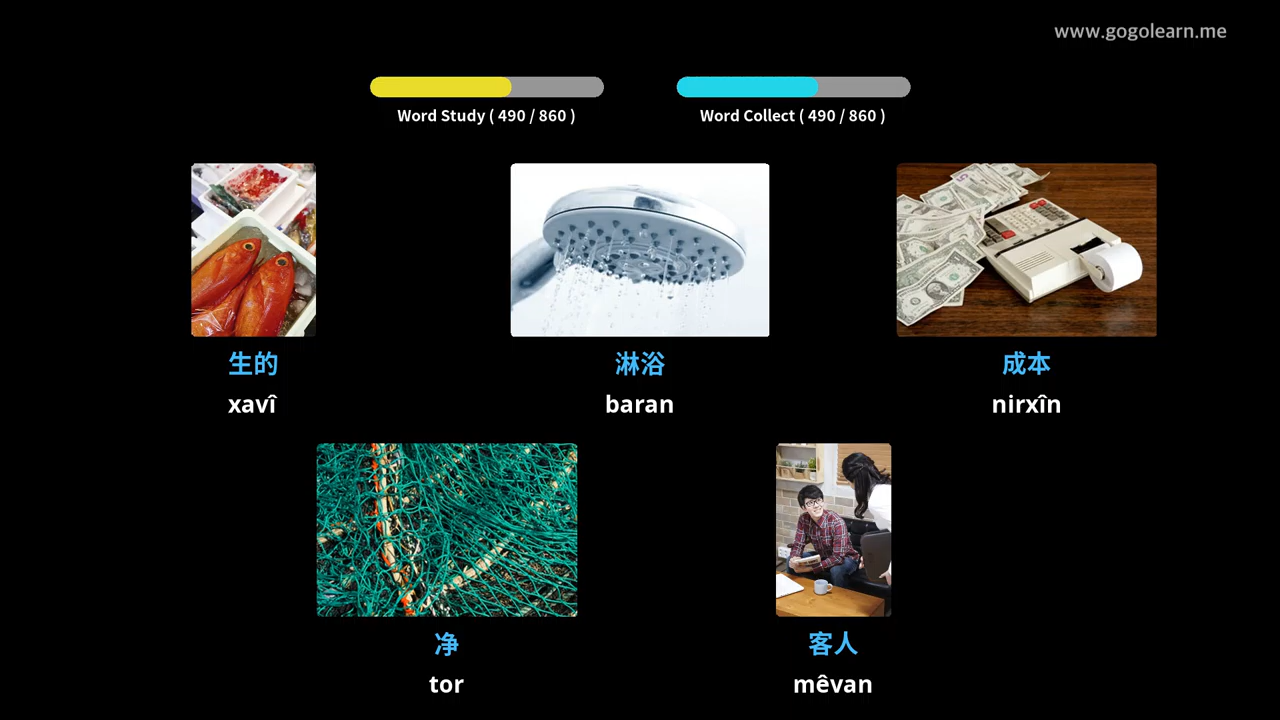 www.gogolearn.me
Word Study ( 490 / 860 )
Word Collect ( 490 / 860 )
生的
xavî
淋浴
baran
成本
nirxîn
净
tor
客人
mêvan